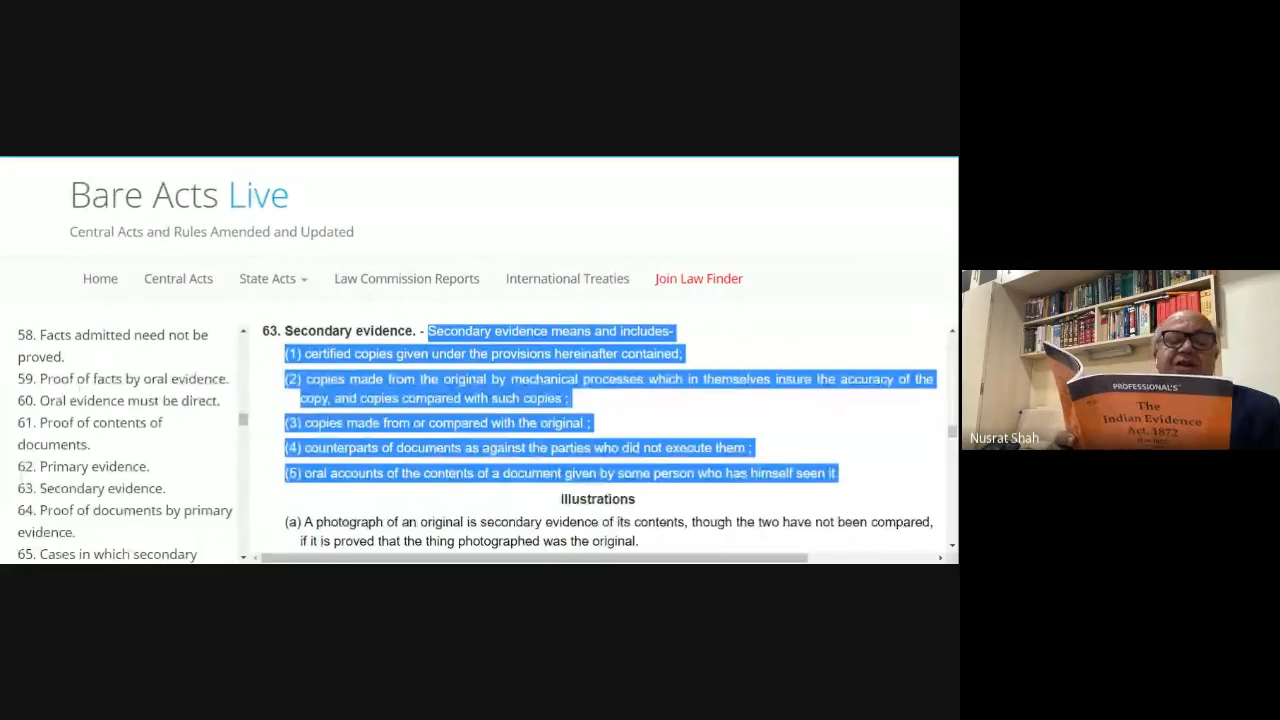 Bare Acts Live
Central Acts and Rules Amended and Updated
Home Central Acts State Acts Law Commission Reports International Treaties Join Law Finder
58. Facts admitted need not be
proved.
59. Proof of facts by oral evidence.
60. Oral evidence must be direct.
61. Proof of contents of
documents.
62. Primary evidence.
63. Secondary evidence.
64. Proof of documents by primary
evidence.
65. Cases in which secondary
63. Secondary evidence. - Secondary evidence means and includes-
(1) certified copies given under the provisions hereinafter contained;
(2) copies made from the original by mechanical processes which in themselves insure the accuracy of the
copy, and copies compared with such copies ;
(3) copies made from or compared with the original ;
(4) counterparts of documents as against the parties who did not execute them ;
(5) oral accounts of the contents of a document given by some person who has himself seen it.
Illustrations
(a) A photograph of an original is secondary evidence of its contents, though the two have not been compared,
if it is proved that the thing photographed was the original.
PROFESSIONAL'S
The
Indian Evidence
Act, 1872
Nusrat Shah